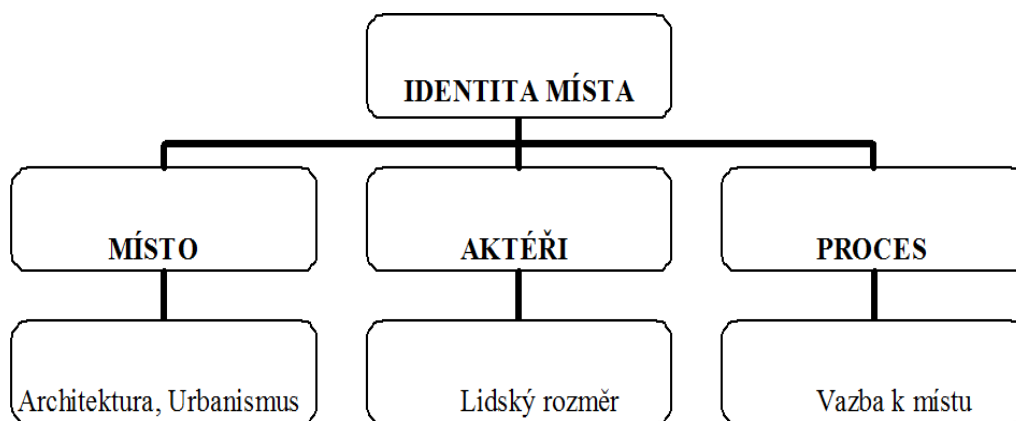 IDENTITA MÍSTA
MÍSTO
AKTÉŘI
PROCES
Architektura, Urbanismus
Lidský rozměr
Vazba k místu